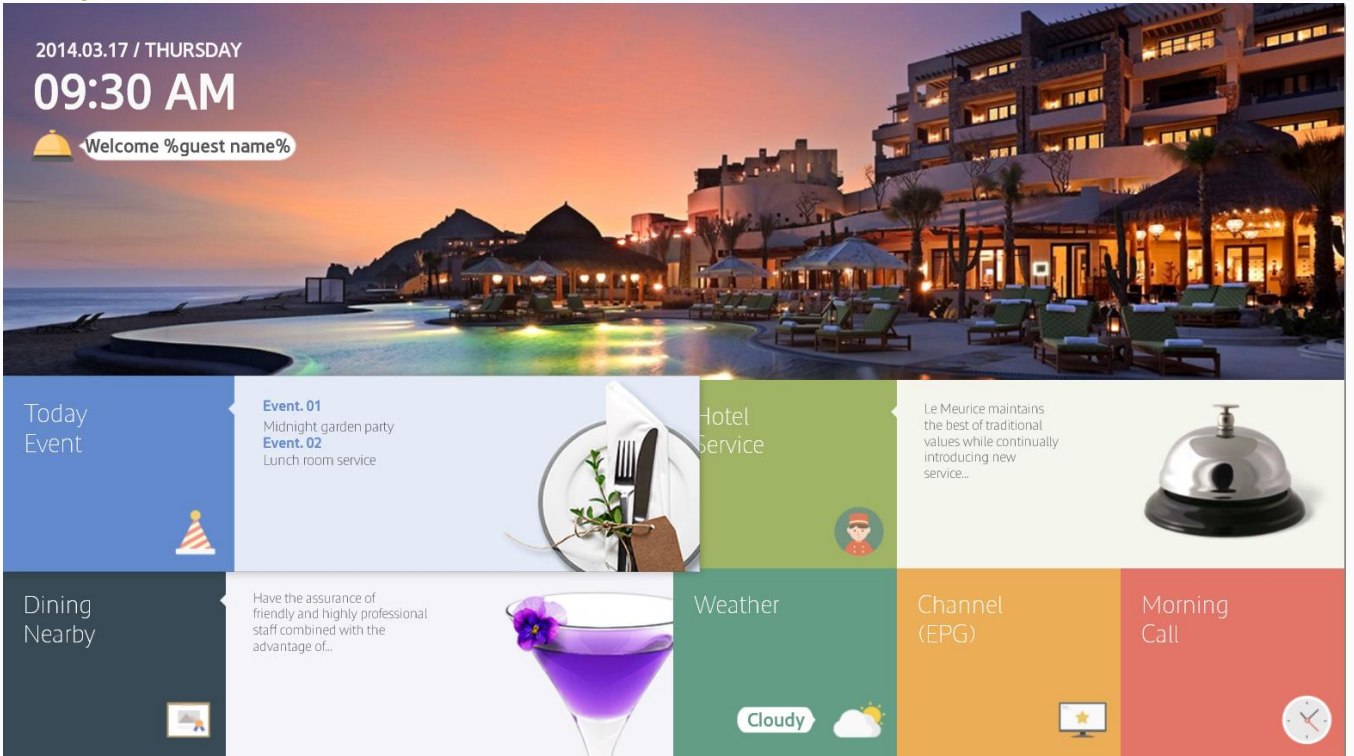 2014.03.17 / THURSDAY
09:30 AM
Welcome %guest name%
Today
Event
Event. 01
Midnight garden party
Event. 02
Lunch room service
Hotel
Service
Le Meurice maintains
the best of traditional
values while continually
introducing new
service...
Dining
Nearby
Have the assurance of
friendly and highly professional
staff combined with the
advantage of...
Weather
Cloudy
Channel
(EPG)
Morning
Call